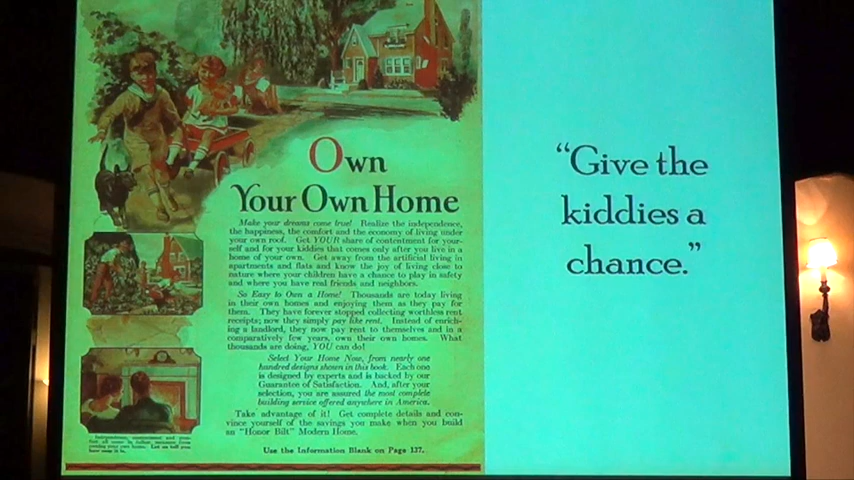 Own
Your Own Home
Make your dreams come true! Realize the independence,
the happiness, the comfort and the economy of living under
your own roof. Get YOUR share of contentment for your-
self and for your kiddies that comes only after you live in a
home of your own. Get away from the artificial living in
apartments and flats and know the joy of living close to
nature where your children have a chance to play in safety
and where you have real friends and neighbors.
So Easy to Own a Home! Thousands are today living
in their own homes and enjoying them as they pay for
them. They have forever stopped collecting worthless rent
receipts; now they simply pay like rent. Instead of enrich-
ing a landlord, they now pay rent to themselves and in a
comparatively few years, own their own homes. What
thousands are doing, YOU can do!
Select Your Home Now, from nearly one
hundred designs shown in this book. Each one
is designed by experts and is backed by our
Guarantee of Satisfaction. And, after your
selection, you are assured the most complete
building service offered anywhere in America.
Take advantage of it! Get complete details and con-
vince yourself of the savings you make when you build
an "Honor Bilt" Modern Home.
Use the Information Blank on Page 137.
“Give the
kiddies a
chance.”